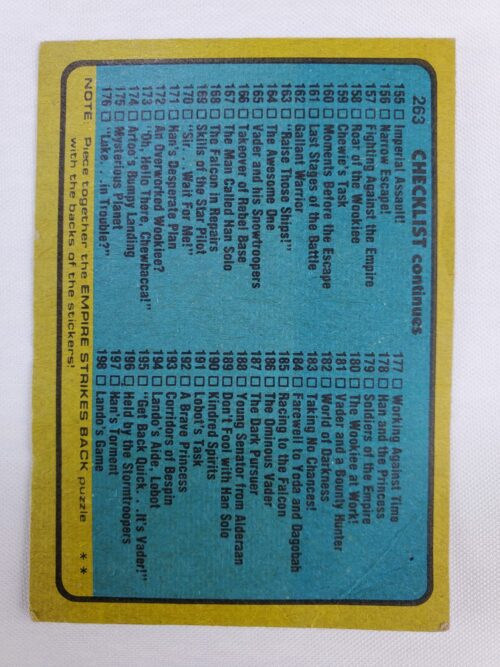 263 CHECKLIST continues
155 □ Imperial Assault!
156 □ Narrow Escape!
157 □ Fighting Against the Empire
158 □ Roar of the Wookiee
159 □ Chewie's Task
160 □ Moments Before the Escape
161 □ Last Stages of the Battle
162 □ Gallant Warrior
163 □ "Raise Those Ships!"
164 □ The Awesome One
165 □ Vader and his Snowtroopers
166 □ Takeover of Rebel Base
167 □ The Man Called Han Solo
168 □ The Falcon in Repairs
169 □ Skills of the Star Pilot
170 □ "Sir. . .Wait For Me!"
171 □ Han's Desperate Plan
172 □ An Overworked Wookiee?
173 □ "Oh, Hello There, Chewbacca!"
174 □ Artoo's Bumpy Landing
175 □ Mysterious Planet
176 □ "Luke. . .in Trouble?"
177 □ Working Against Time
178 □ Han and the Princess
179 □ Soldiers of the Empire
180 □ The Wookiee at Work!
181 □ Vader and a Bounty Hunter
182 □ World of Darkness
183 □ Taking No Chances!
184 □ Farewell to Yoda and Dagobah
185 □ Racing to the Falcon
186 □ The Ominous Vader
187 □ The Dark Pursuer
188 □ Young Senator from Alderaan
189 □ Don't Fool with Han Solo
190 □ Kindred Spirits
191 □ Lobot's Task
192 □ A Brave Princess
193 □ Corridors of Bespin
194 □ Lando's Aide, Lobot
195 □ "Get Back Quick. . .It's Vader!"
196 □ Held by the Stormtroopers
197 □ Han's Torment
198 □ Lando's Game
NOTE: Piece together the EMPIRE STRIKES BACK puzzle
with the backs of the stickers! * *